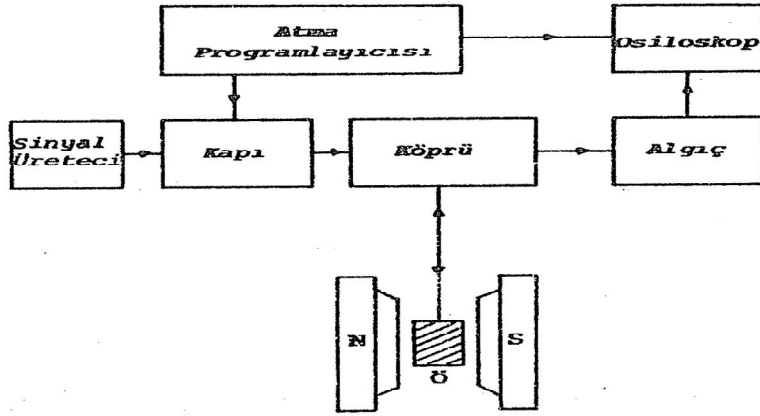 Atma
Programlayıcısı
Osiloskop
Sinyal
Üreteci
Kapı
Köprü
Algıç
N
S
Ö